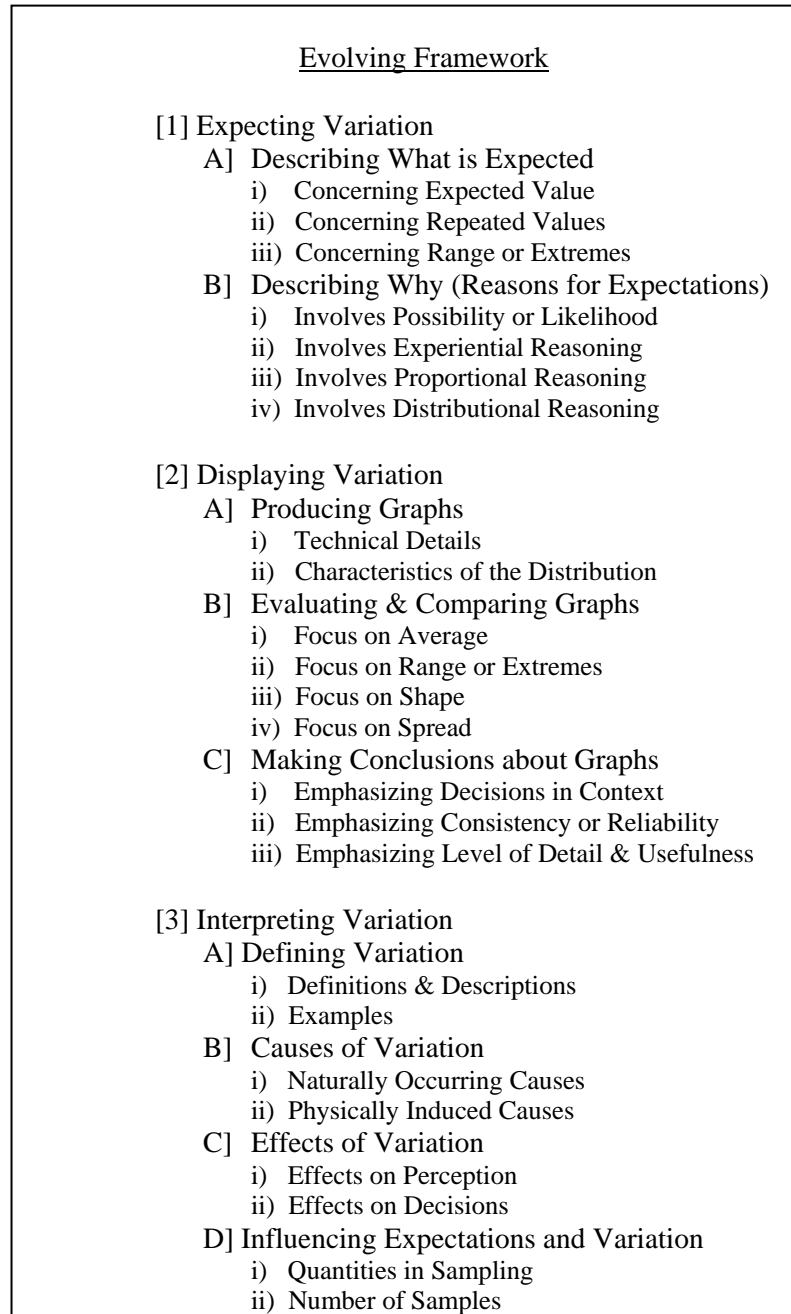 Evolving Framework
[1] Expecting Variation
A] Describing What is Expected
i) Concerning Expected Value
ii) Concerning Repeated Values
iii) Concerning Range or Extremes
B] Describing Why (Reasons for Expectations)
i) Involves Possibility or Likelihood
ii) Involves Experiential Reasoning
iii) Involves Proportional Reasoning
iv) Involves Distributional Reasoning
[2] Displaying Variation
A] Producing Graphs
i) Technical Details
ii) Characteristics of the Distribution
B] Evaluating & Comparing Graphs
i) Focus on Average
ii) Focus on Range or Extremes
iii) Focus on Shape
iv) Focus on Spread
C] Making Conclusions about Graphs
i) Emphasizing Decisions in Context
ii) Emphasizing Consistency or Reliability
iii) Emphasizing Level of Detail & Usefulness
[3] Interpreting Variation
A] Defining Variation
i) Definitions & Descriptions
ii) Examples
B] Causes of Variation
i) Naturally Occurring Causes
ii) Physically Induced Causes
C] Effects of Variation
i) Effects on Perception
ii) Effects on Decisions
D] Influencing Expectations and Variation
i) Quantities in Sampling
ii) Number of Samples